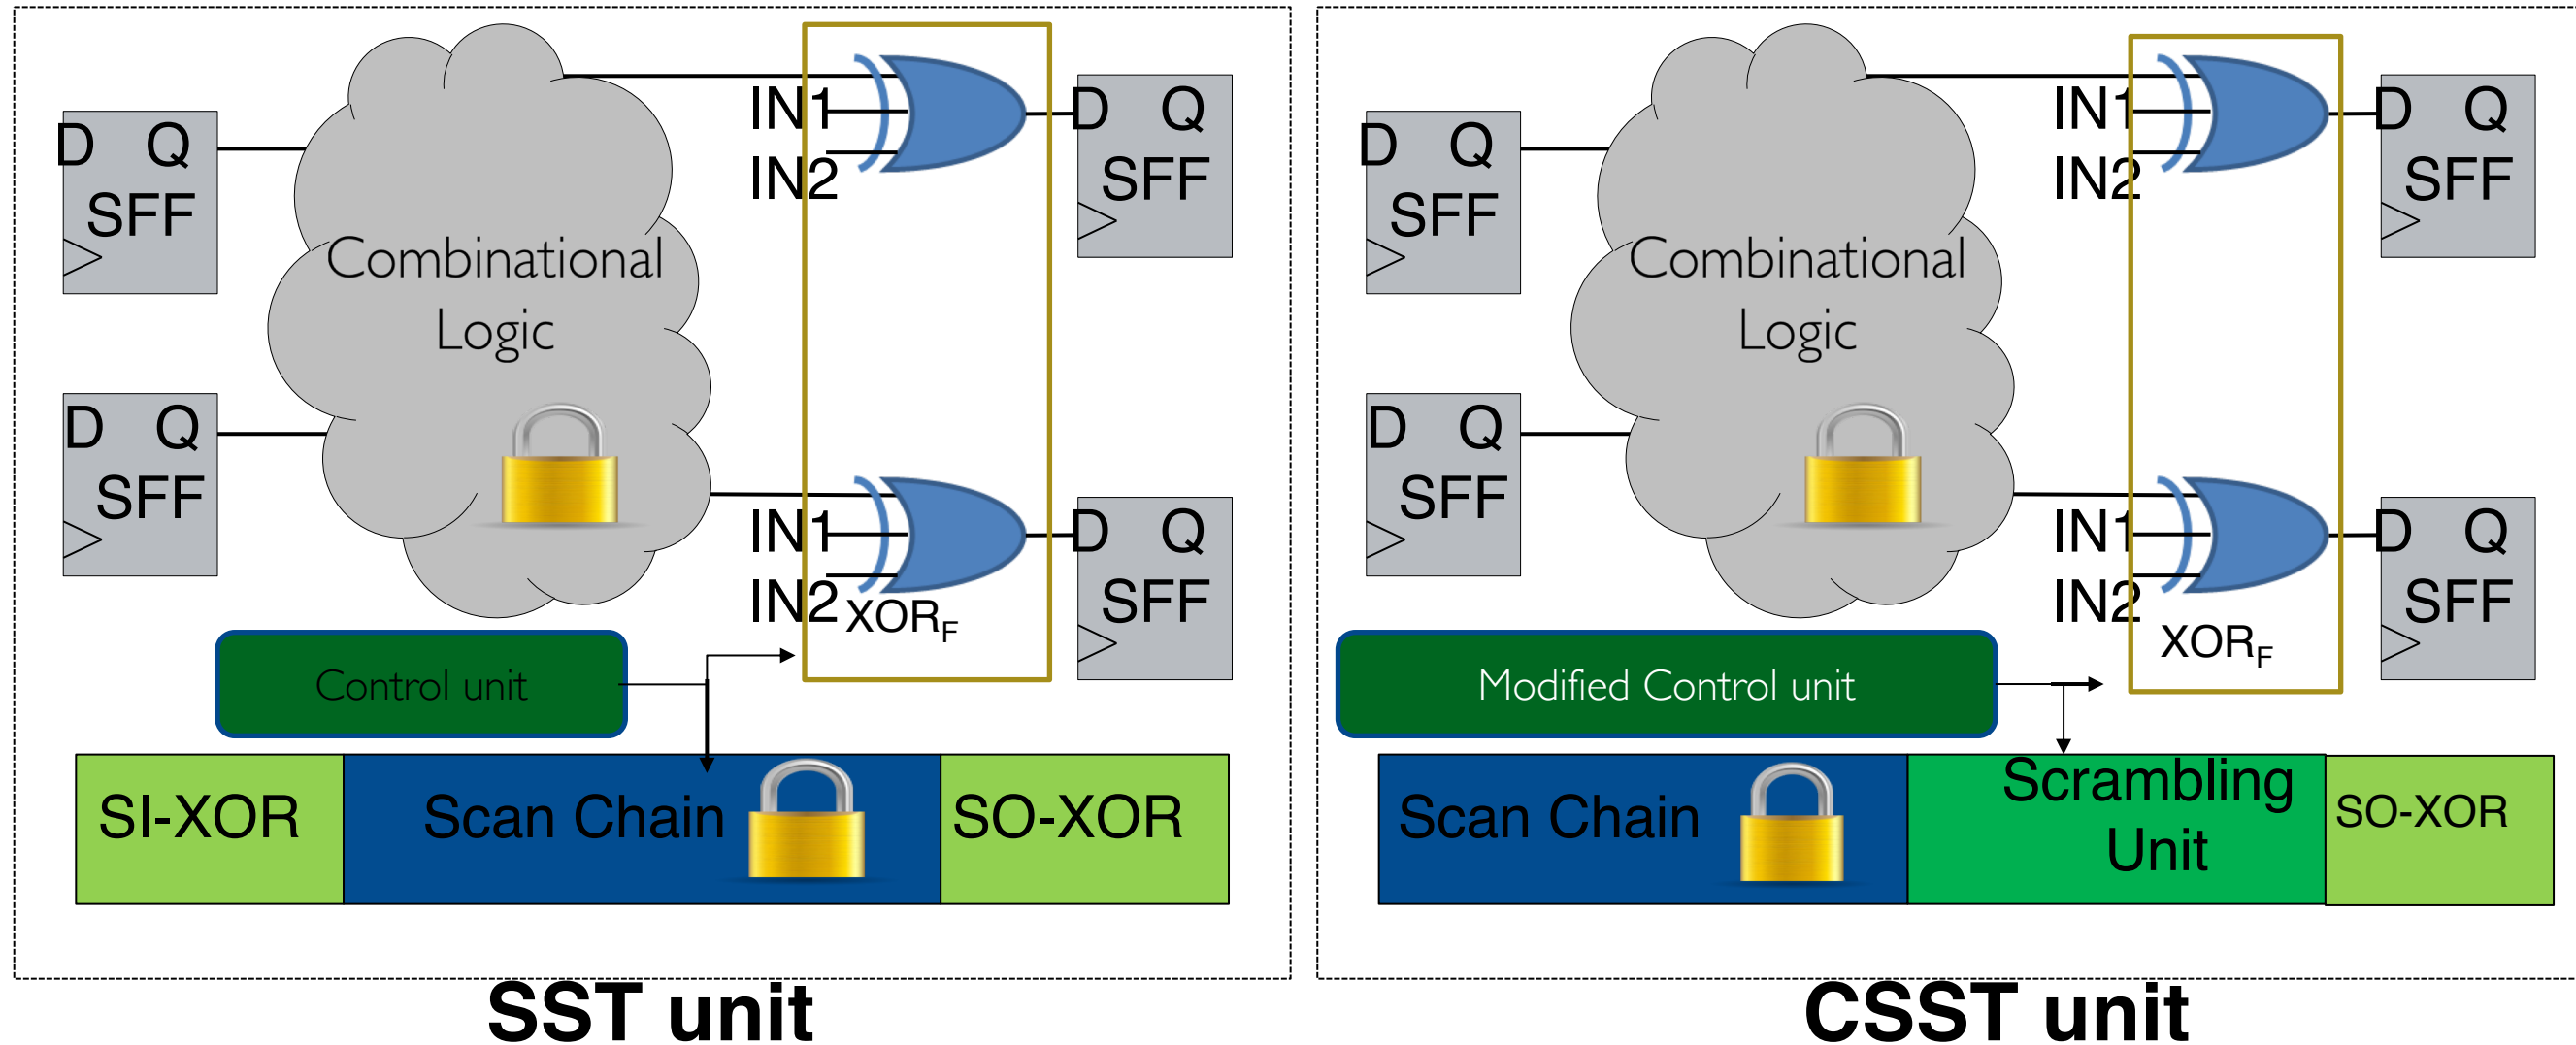 D Q
SFF
D Q
SFF
Combinational
Logic
IN1
IN2
D Q
SFF
IN1
IN2
XORF
D Q
SFF
Control unit
SI-XOR
Scan Chain
SO-XOR
SST unit
D Q
SFF
D Q
SFF
Combinational
Logic
IN1
IN2
D Q
SFF
IN1
IN2
XORF
D Q
SFF
Modified Control unit
Scan Chain
Scrambling
Unit
SO-XOR
CSST unit